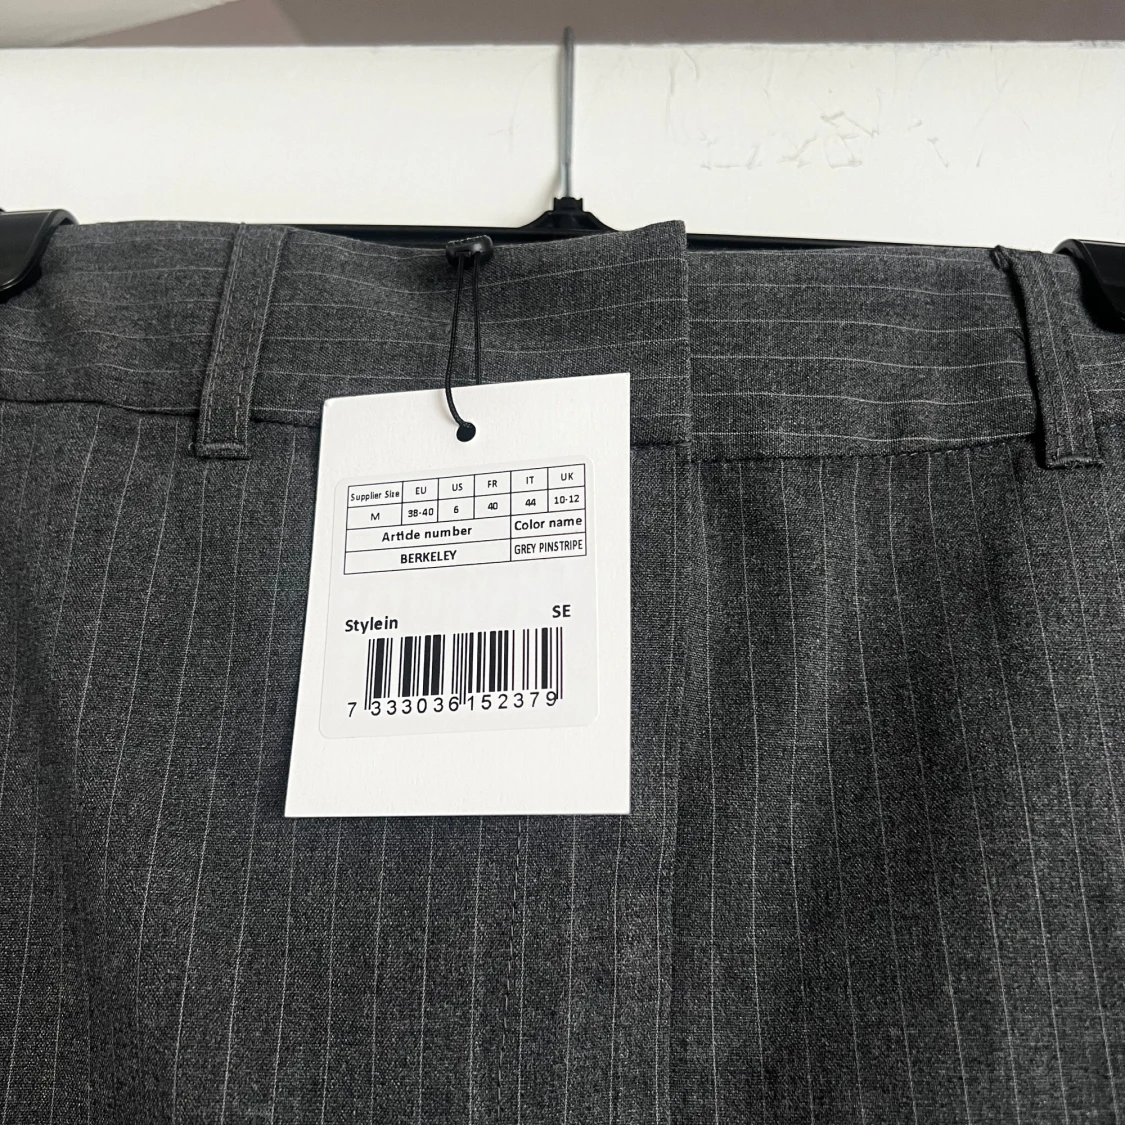 Supplier Size EU US FR IT UK
M 38-40 6 40 44 10-12
Article number Color name
BERKELEY GREY PINSTRIPE
Stylein SE
7 333036 152379